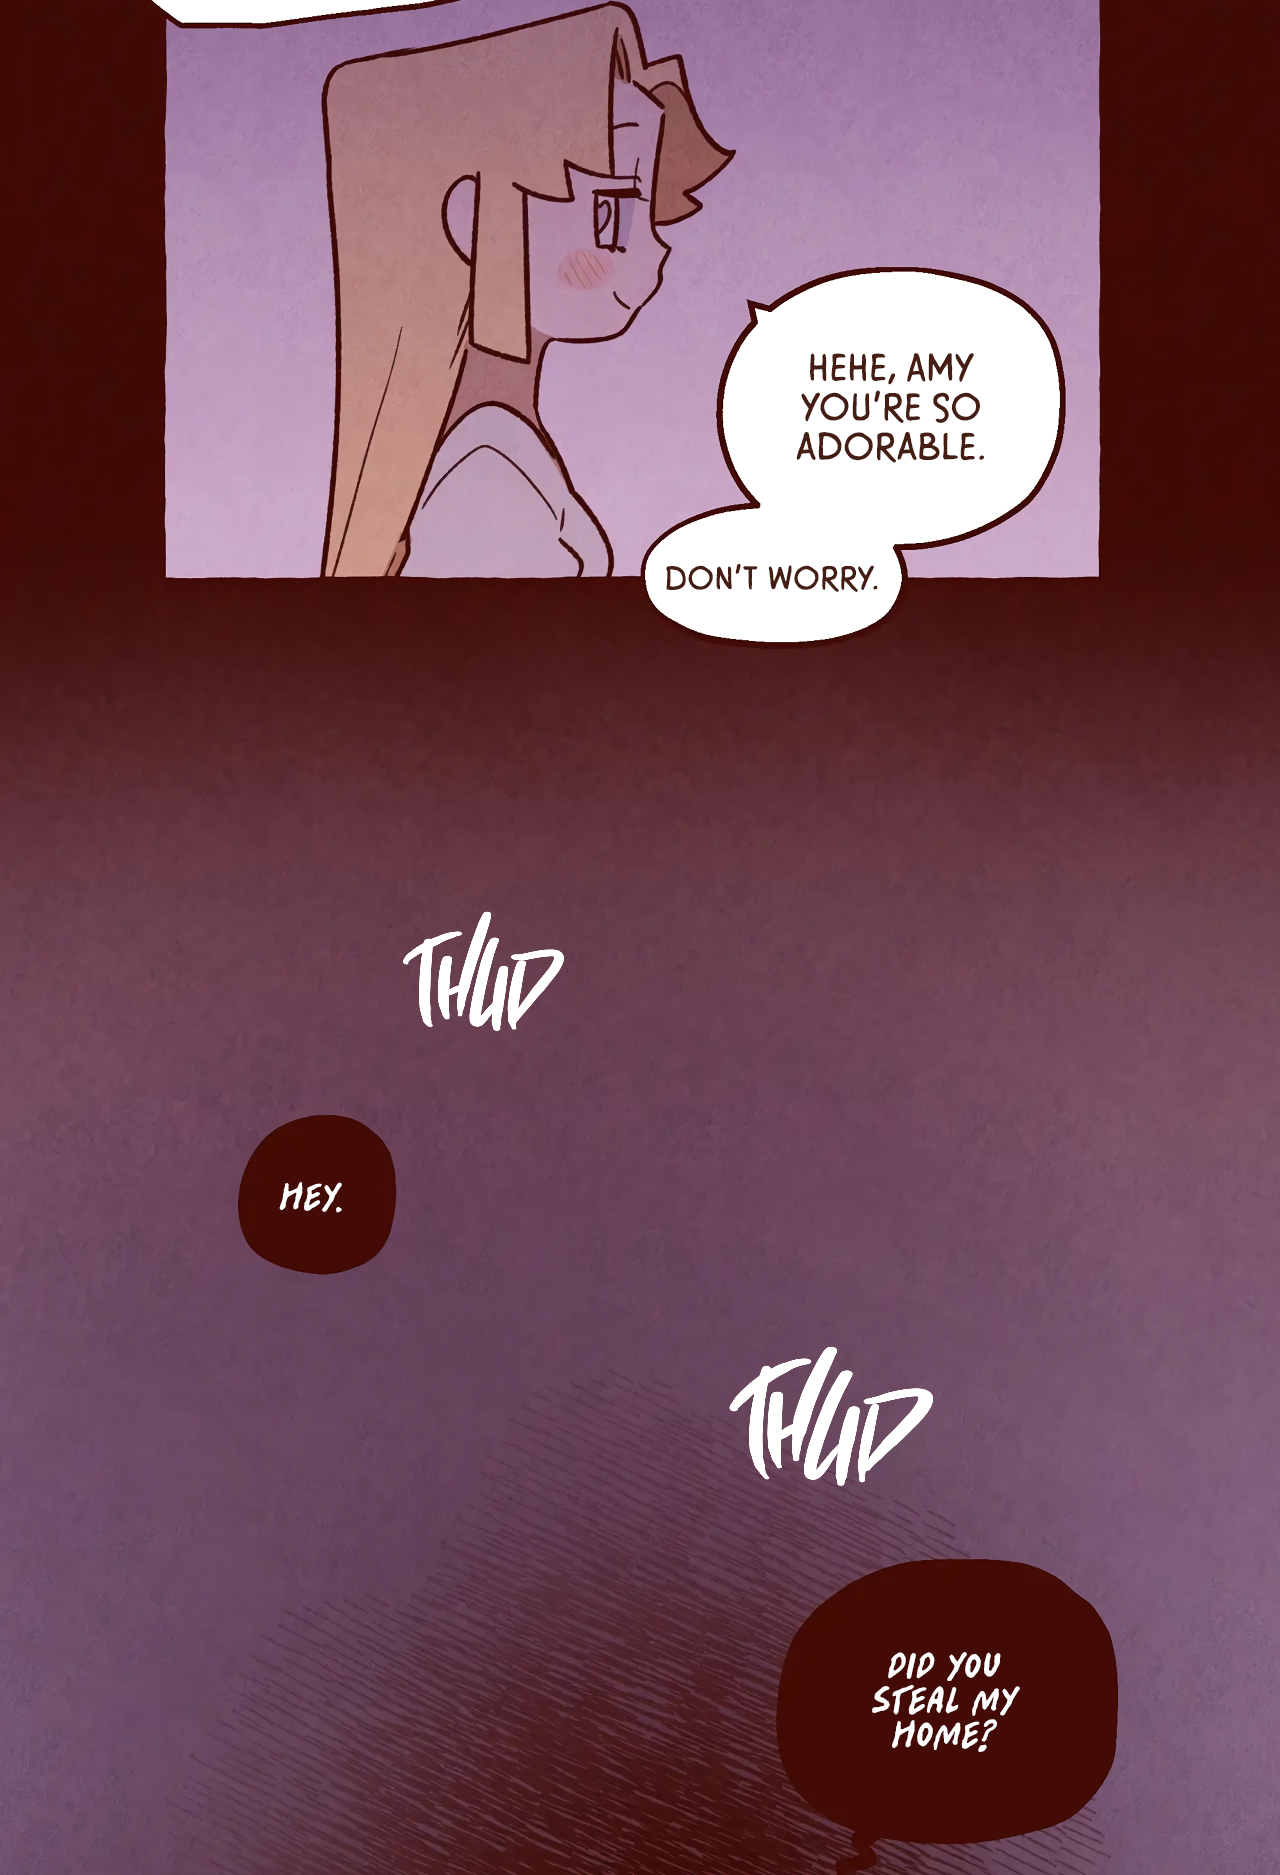 HEHE, AMY
YOU'RE SO
ADORABLE.
DON'T WORRY.
THUD
HEY.
THUD
DID YOU
STEAL MY
HOME?